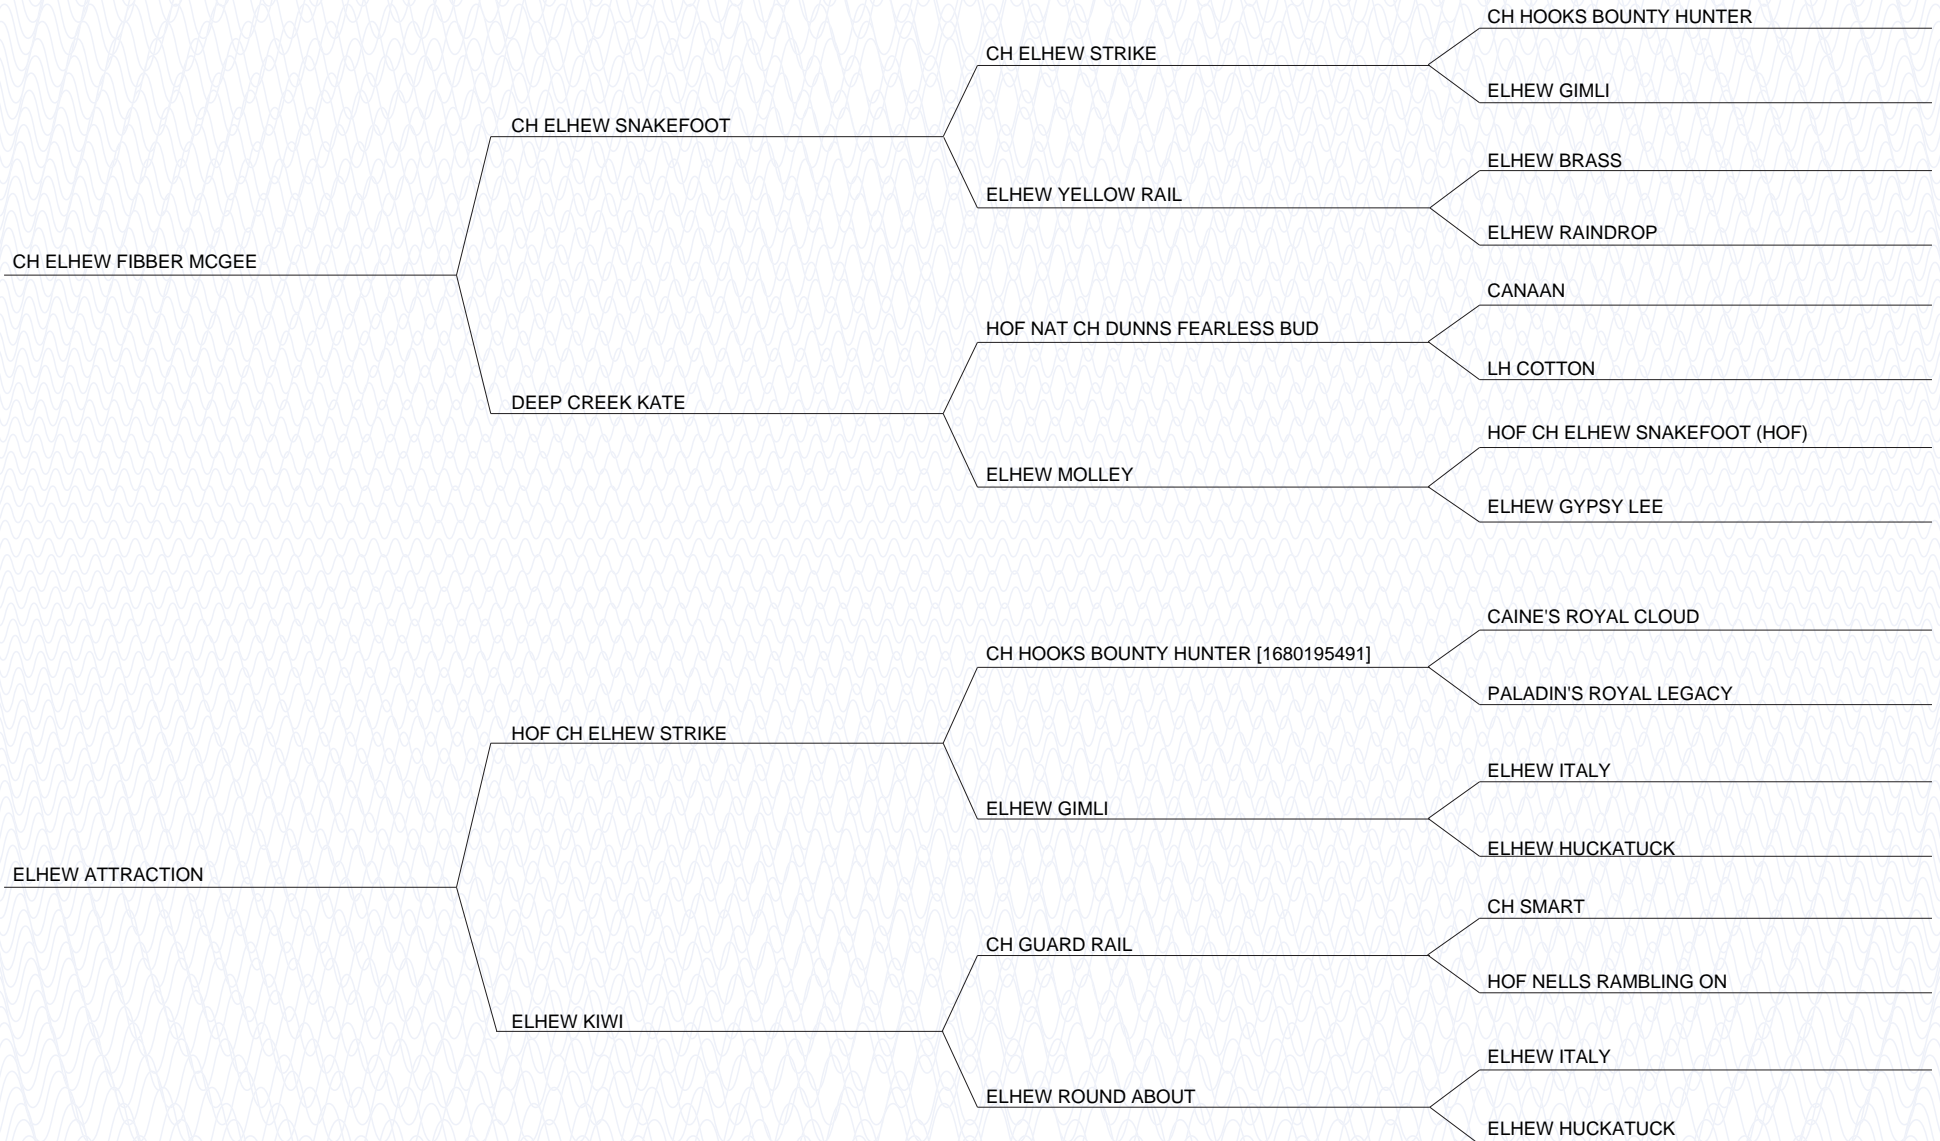 CH HOOKS BOUNTY HUNTER
CH ELHEW STRIKE
ELHEW GIMLI
CH ELHEW SNAKEFOOT
ELHEW BRASS
ELHEW YELLOW RAIL
ELHEW RAINDROP
CH ELHEW FIBBER MCGEE
CANAAN
HOF NAT CH DUNNS FEARLESS BUD
LH COTTON
DEEP CREEK KATE
HOF CH ELHEW SNAKEFOOT (HOF)
ELHEW MOLLEY
ELHEW GYPSY LEE
CAINE'S ROYAL CLOUD
CH HOOKS BOUNTY HUNTER [1680195491]
PALADIN'S ROYAL LEGACY
HOF CH ELHEW STRIKE
ELHEW ITALY
ELHEW GIMLI
ELHEW HUCKATUCK
ELHEW ATTRACTION
CH SMART
CH GUARD RAIL
HOF NELLS RAMBLING ON
ELHEW KIWI
ELHEW ITALY
ELHEW ROUND ABOUT
ELHEW HUCKATUCK